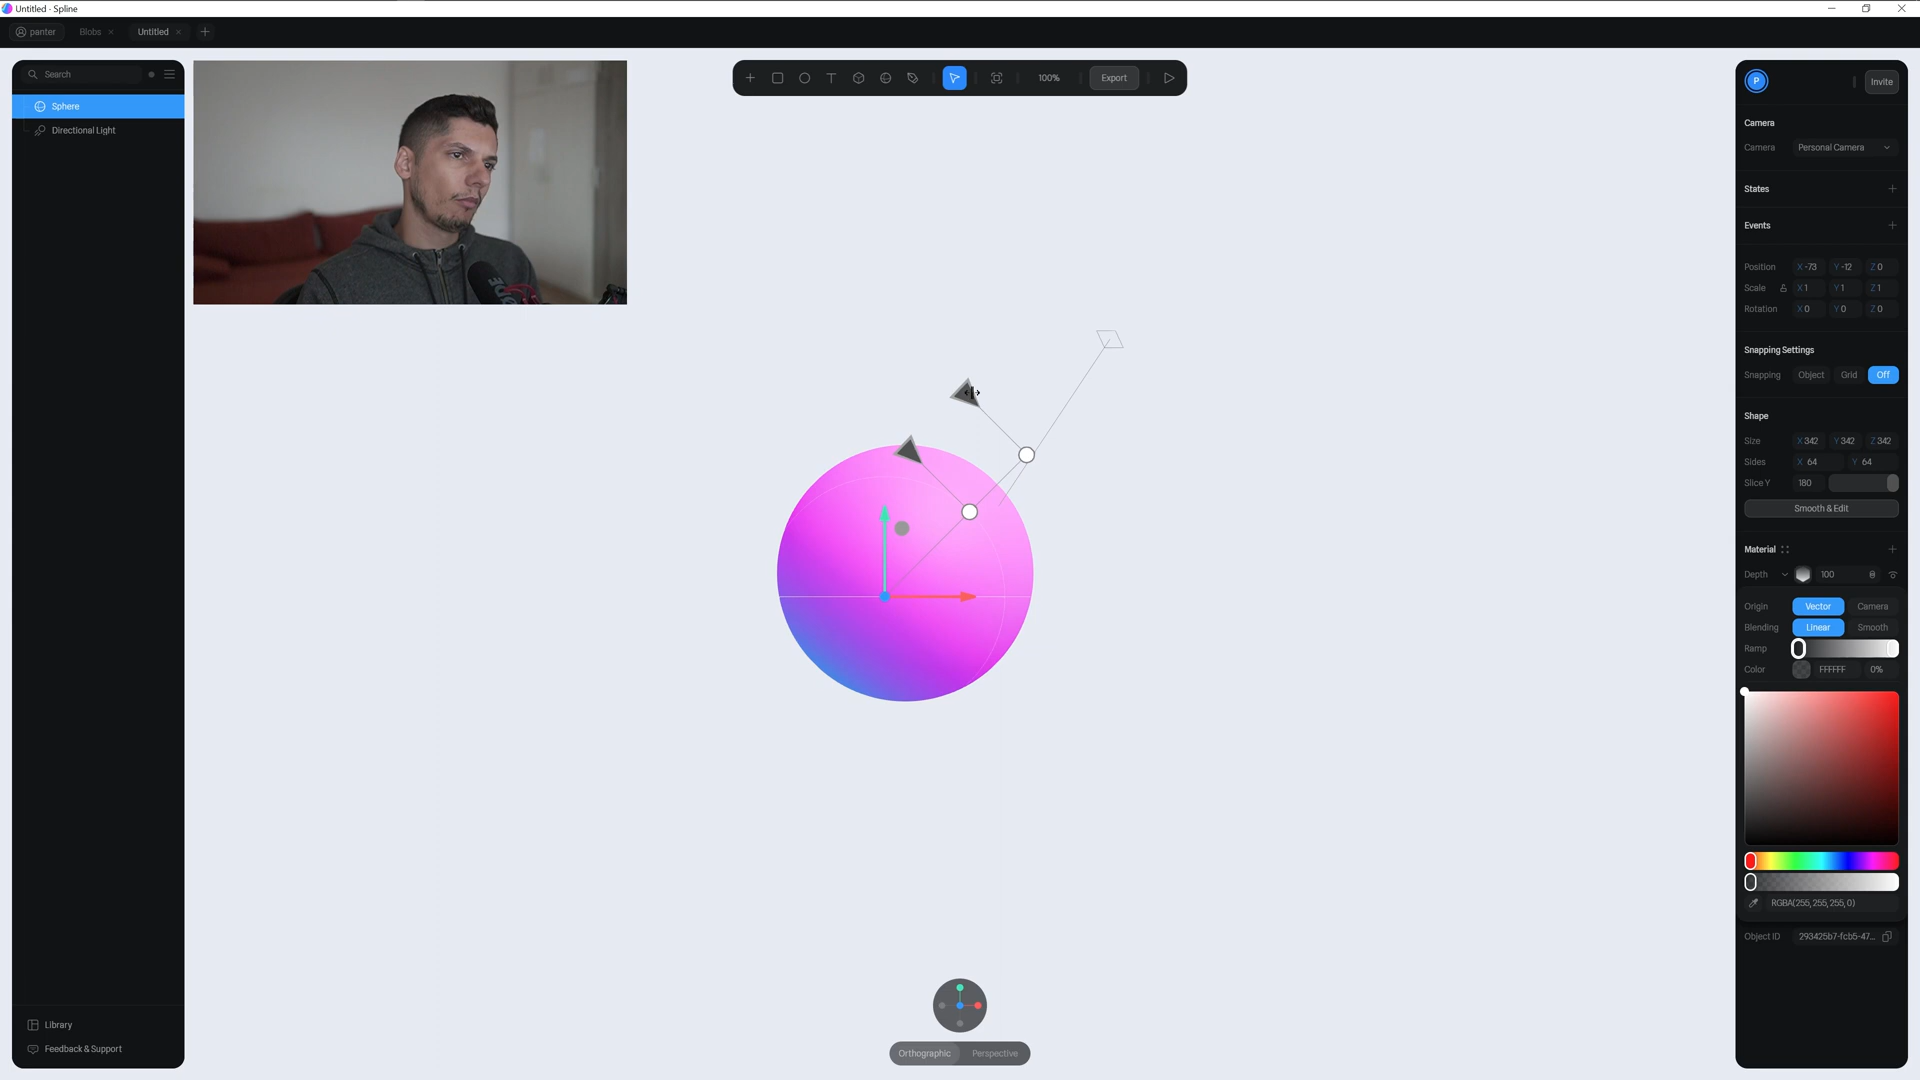 Untitled - Spline
panter
Blobs
Untitled
Search
Sphere
Directional Light
100%
Export
P
Invite
Camera
Camera
Personal Camera
States
Events
Position X -73 Y -12 Z 0
Scale X 1 Y 1 Z 1
Rotation X 0 Y 0 Z 0
Snapping Settings
Snapping Object Grid Off
Shape
Size X 342 Y 342 Z 342
Sides X 64 Y 64
Slice Y 180
Smooth & Edit
Material
Depth 100
Origin Vector Camera
Blending Linear Smooth
Ramp
Color FFFFFF 0%
RGBA(255, 255, 255, 0)
Object ID 293425b7-fcb5-47...
Library
Feedback & Support
Orthographic Perspective